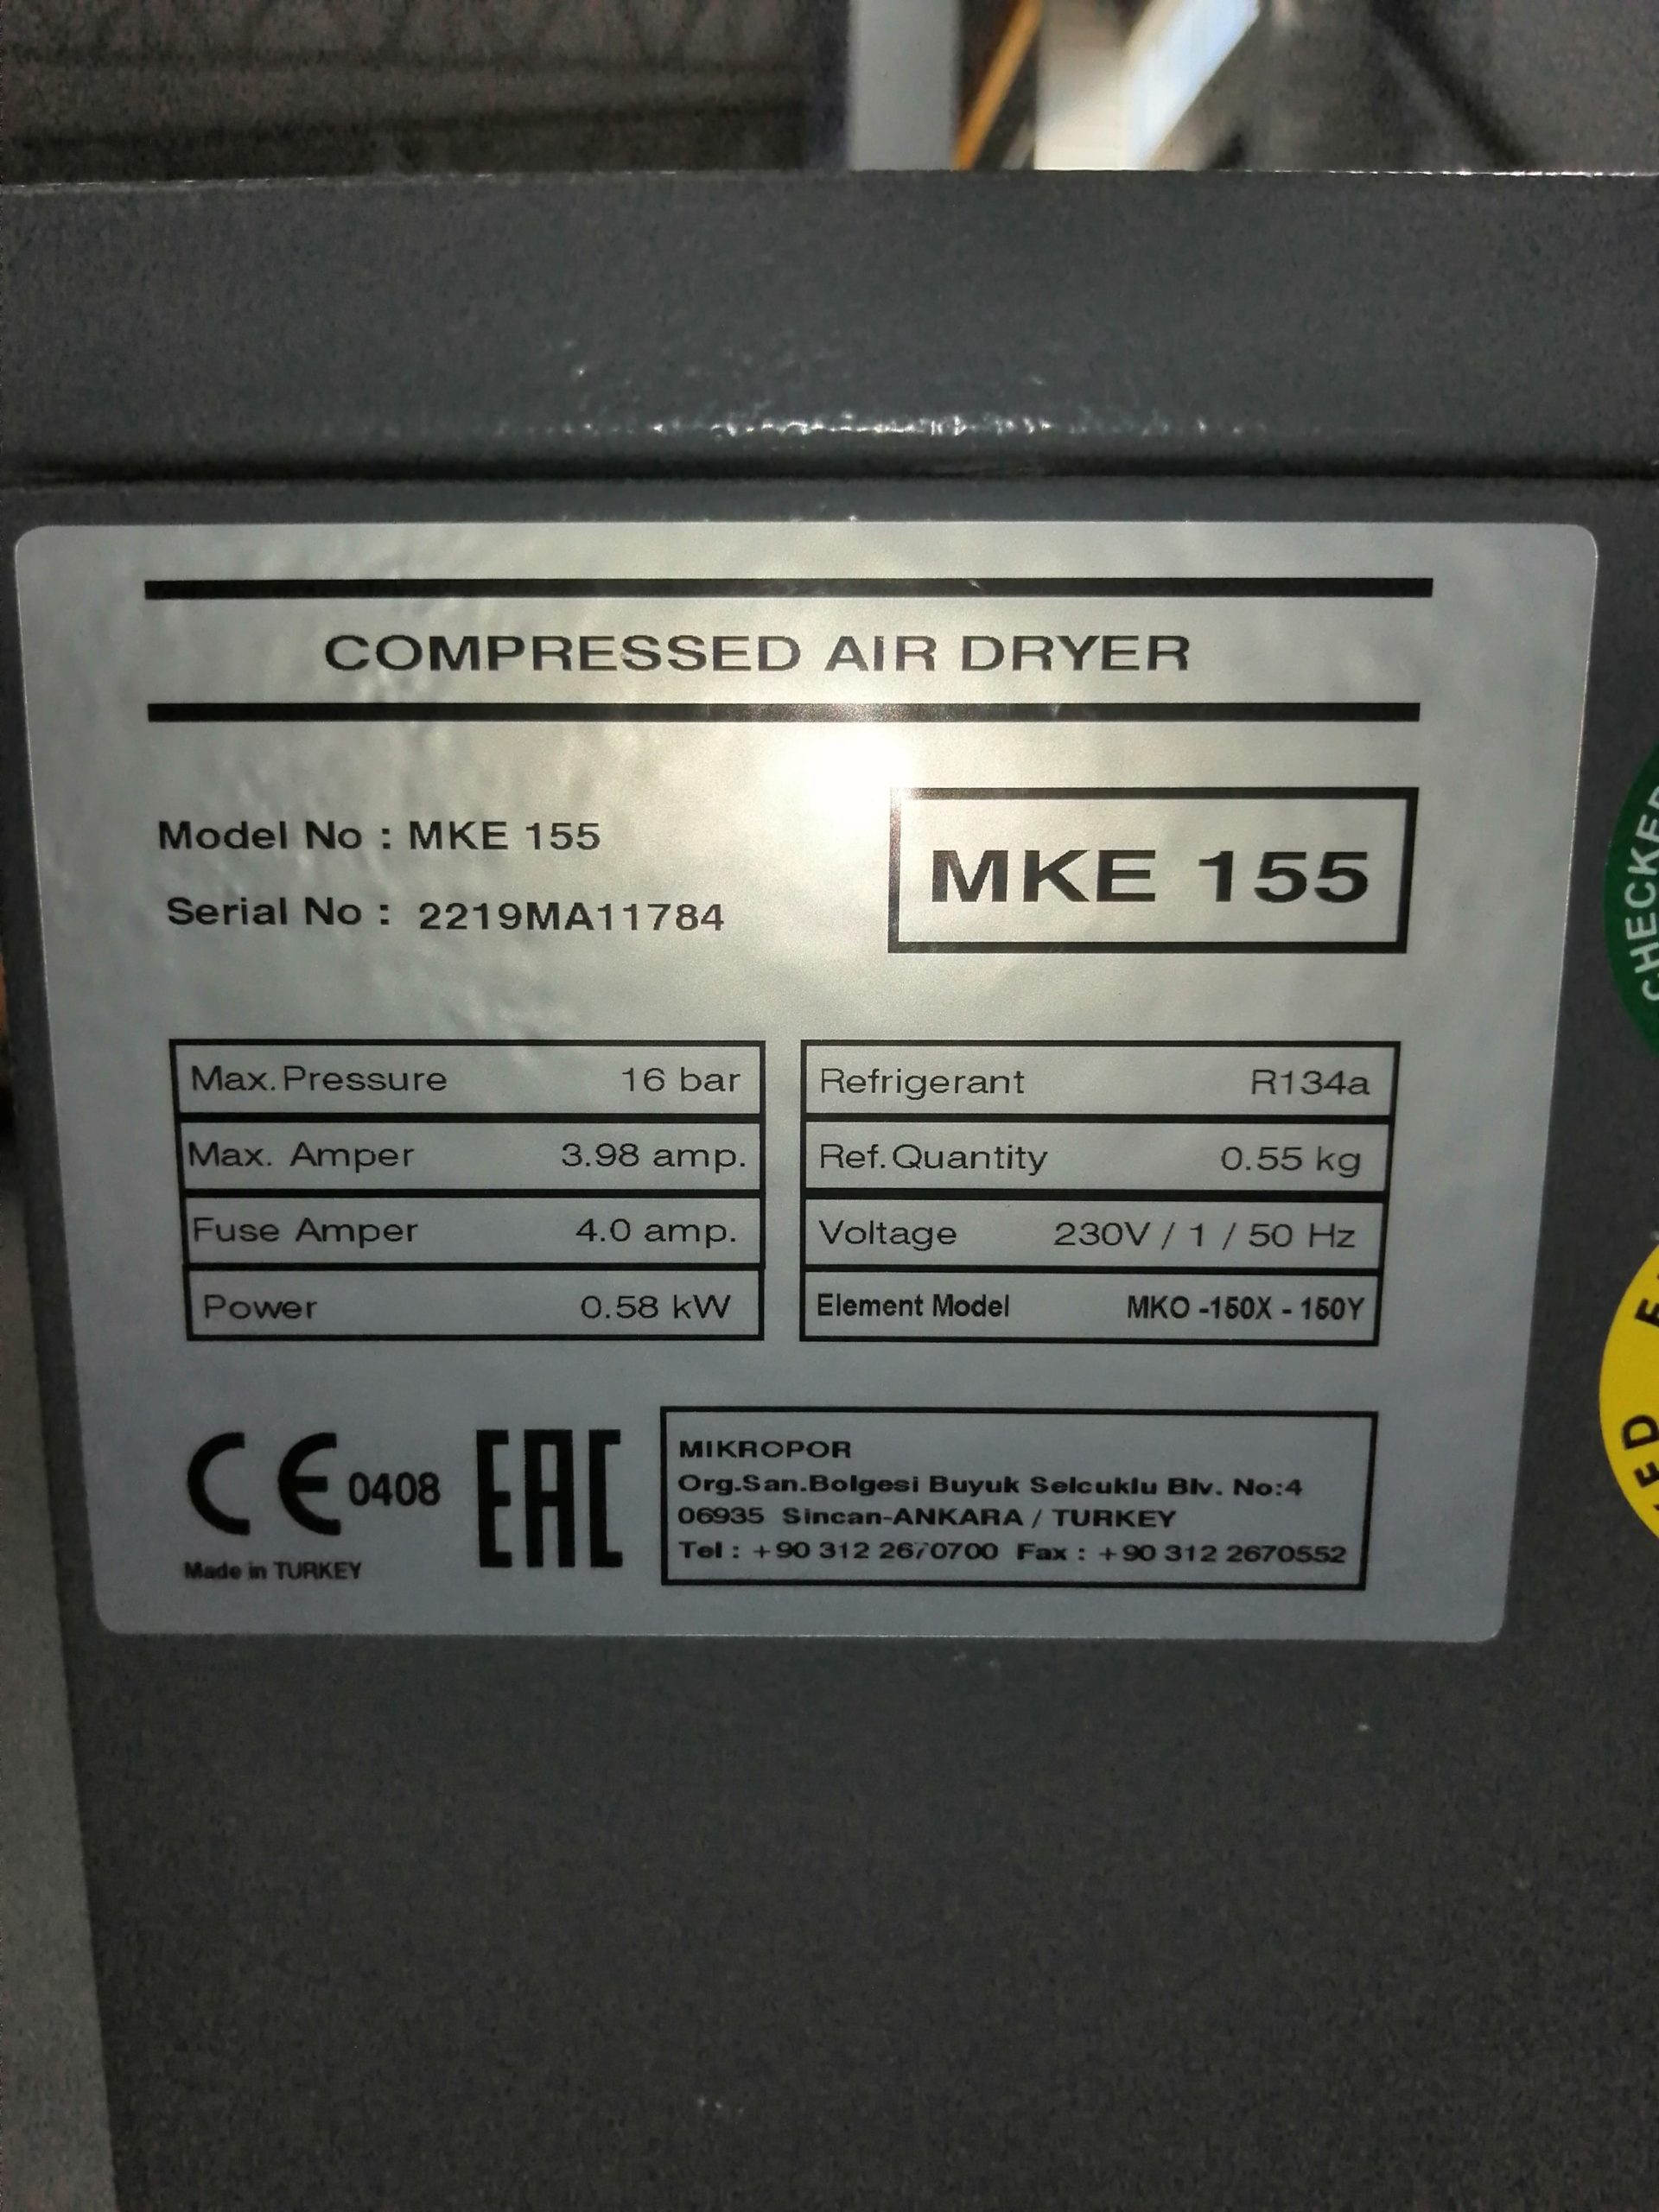 COMPRESSED AIR DRYER
Model No : MKE 155
Serial No : 2219MA11784
MKE 155
Max. Pressure 16 bar
Max. Amper 3.98 amp.
Fuse Amper 4.0 amp.
Power 0.58 kW
Refrigerant R134a
Ref. Quantity 0.55 kg
Voltage 230V / 1 / 50 Hz
Element Model MKO -150X - 150Y
CE 0408
Made in TURKEY
EAC
MIKROPOR
Org.San.Bolgesi Buyuk Selcuklu Blv. No:4
06935 Sincan-ANKARA / TURKEY
Tel : +90 312 2670700 Fax : +90 312 2670552